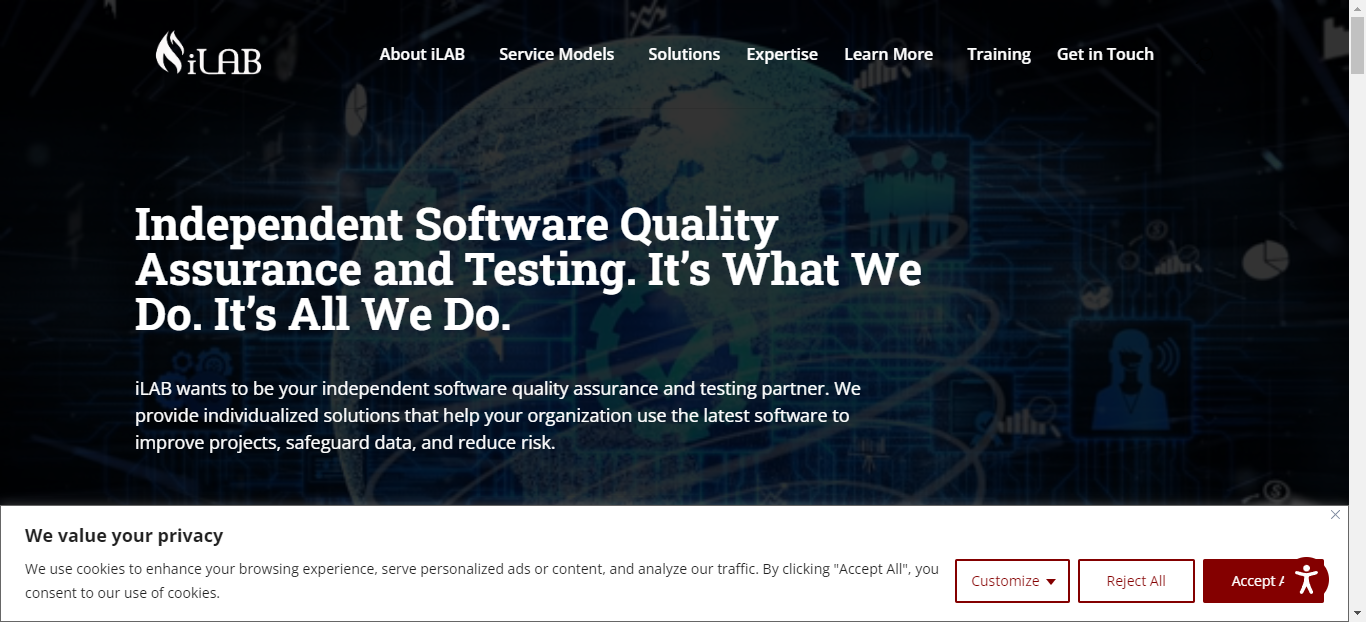 iLAB
About iLAB Service Models Solutions Expertise Learn More Training Get in Touch
Independent Software Quality
Assurance and Testing. It’s What We
Do. It’s All We Do.
iLAB wants to be your independent software quality assurance and testing partner. We
provide individualized solutions that help your organization use the latest software to
improve projects, safeguard data, and reduce risk.
We value your privacy
We use cookies to enhance your browsing experience, serve personalized ads or content, and analyze our traffic. By clicking "Accept All", you
consent to our use of cookies.
Customize Reject All Accept